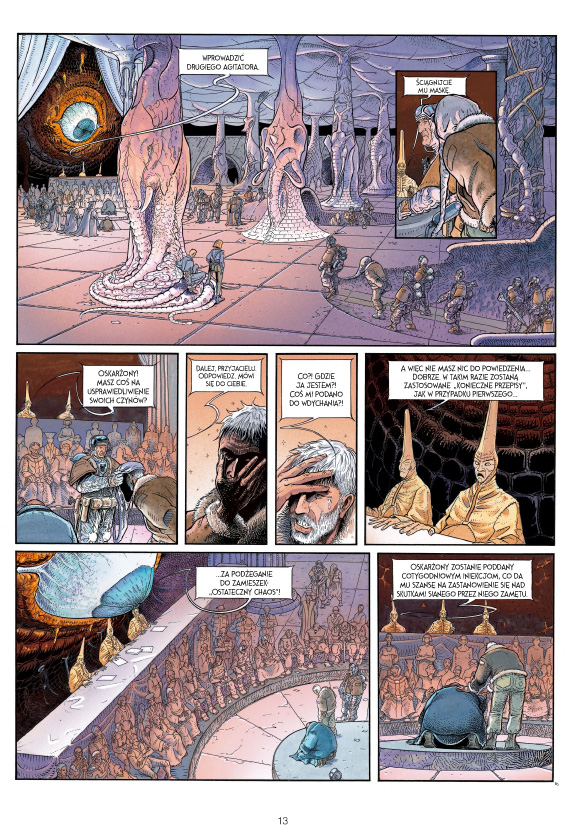 WPROWADZIĆ
DRUGIEGO AGITATORA.
ŚCIĄGNIJCIE
MU MASKĘ.
OSKARŻONY!
MASZ COŚ NA
USPRAWIEDLIWIENIE
SWOICH CZYNÓW?
DALEJ, PRZYJACIELU.
ODPOWIEDZ. MÓWI
SIĘ DO CIEBIE.
CO?! GDZIE
JA JESTEM?!
COŚ MI PODANO
DO WDYCHANIA?!
A WIĘC NIE MASZ NIC DO POWIEDZENIA...
DOBRZE. W TAKIM RAZIE ZOSTANĄ
ZASTOSOWANE „KONIECZNE PRZEPISY”,
JAK W PRZYPADKU PIERWSZEGO...
...ZA PODŻEGANIE
DO ZAMIESZEK:
„OSTATECZNY CHAOS”!
OSKARŻONY ZOSTANIE PODDANY
COTYGODNIOWYM INIEKCJOM, CO DA
MU SZANSĘ NA ZASTANOWIENIE SIĘ NAD
SKUTKAMI SIANEGO PRZEZ NIEGO ZAMĘTU.
13